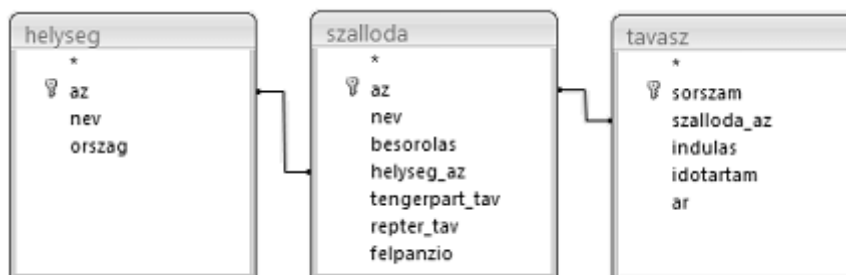 helyseg
*
az
nev
orszag
szalloda
*
az
nev
besorolas
helyseg_az
tengerpart_tav
repter_tav
felpanzio
tavasz
*
sorszam
szalloda_az
indulas
idotartam
ar